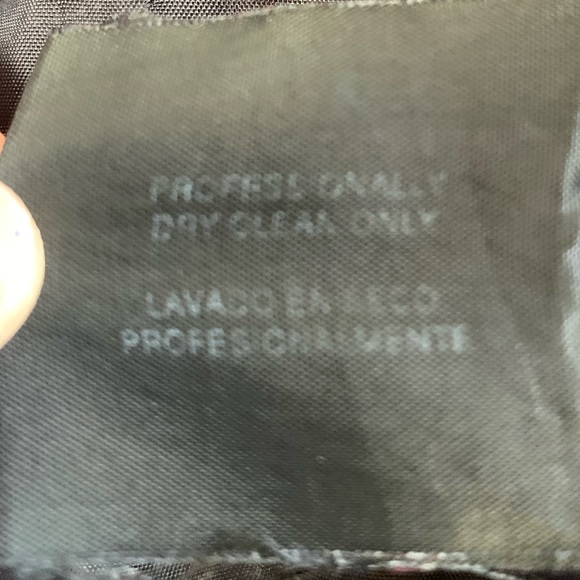 PROFESSIONALLY
DRY CLEAN ONLY
LAVADO EN SECO
PROFESIONALMENTE